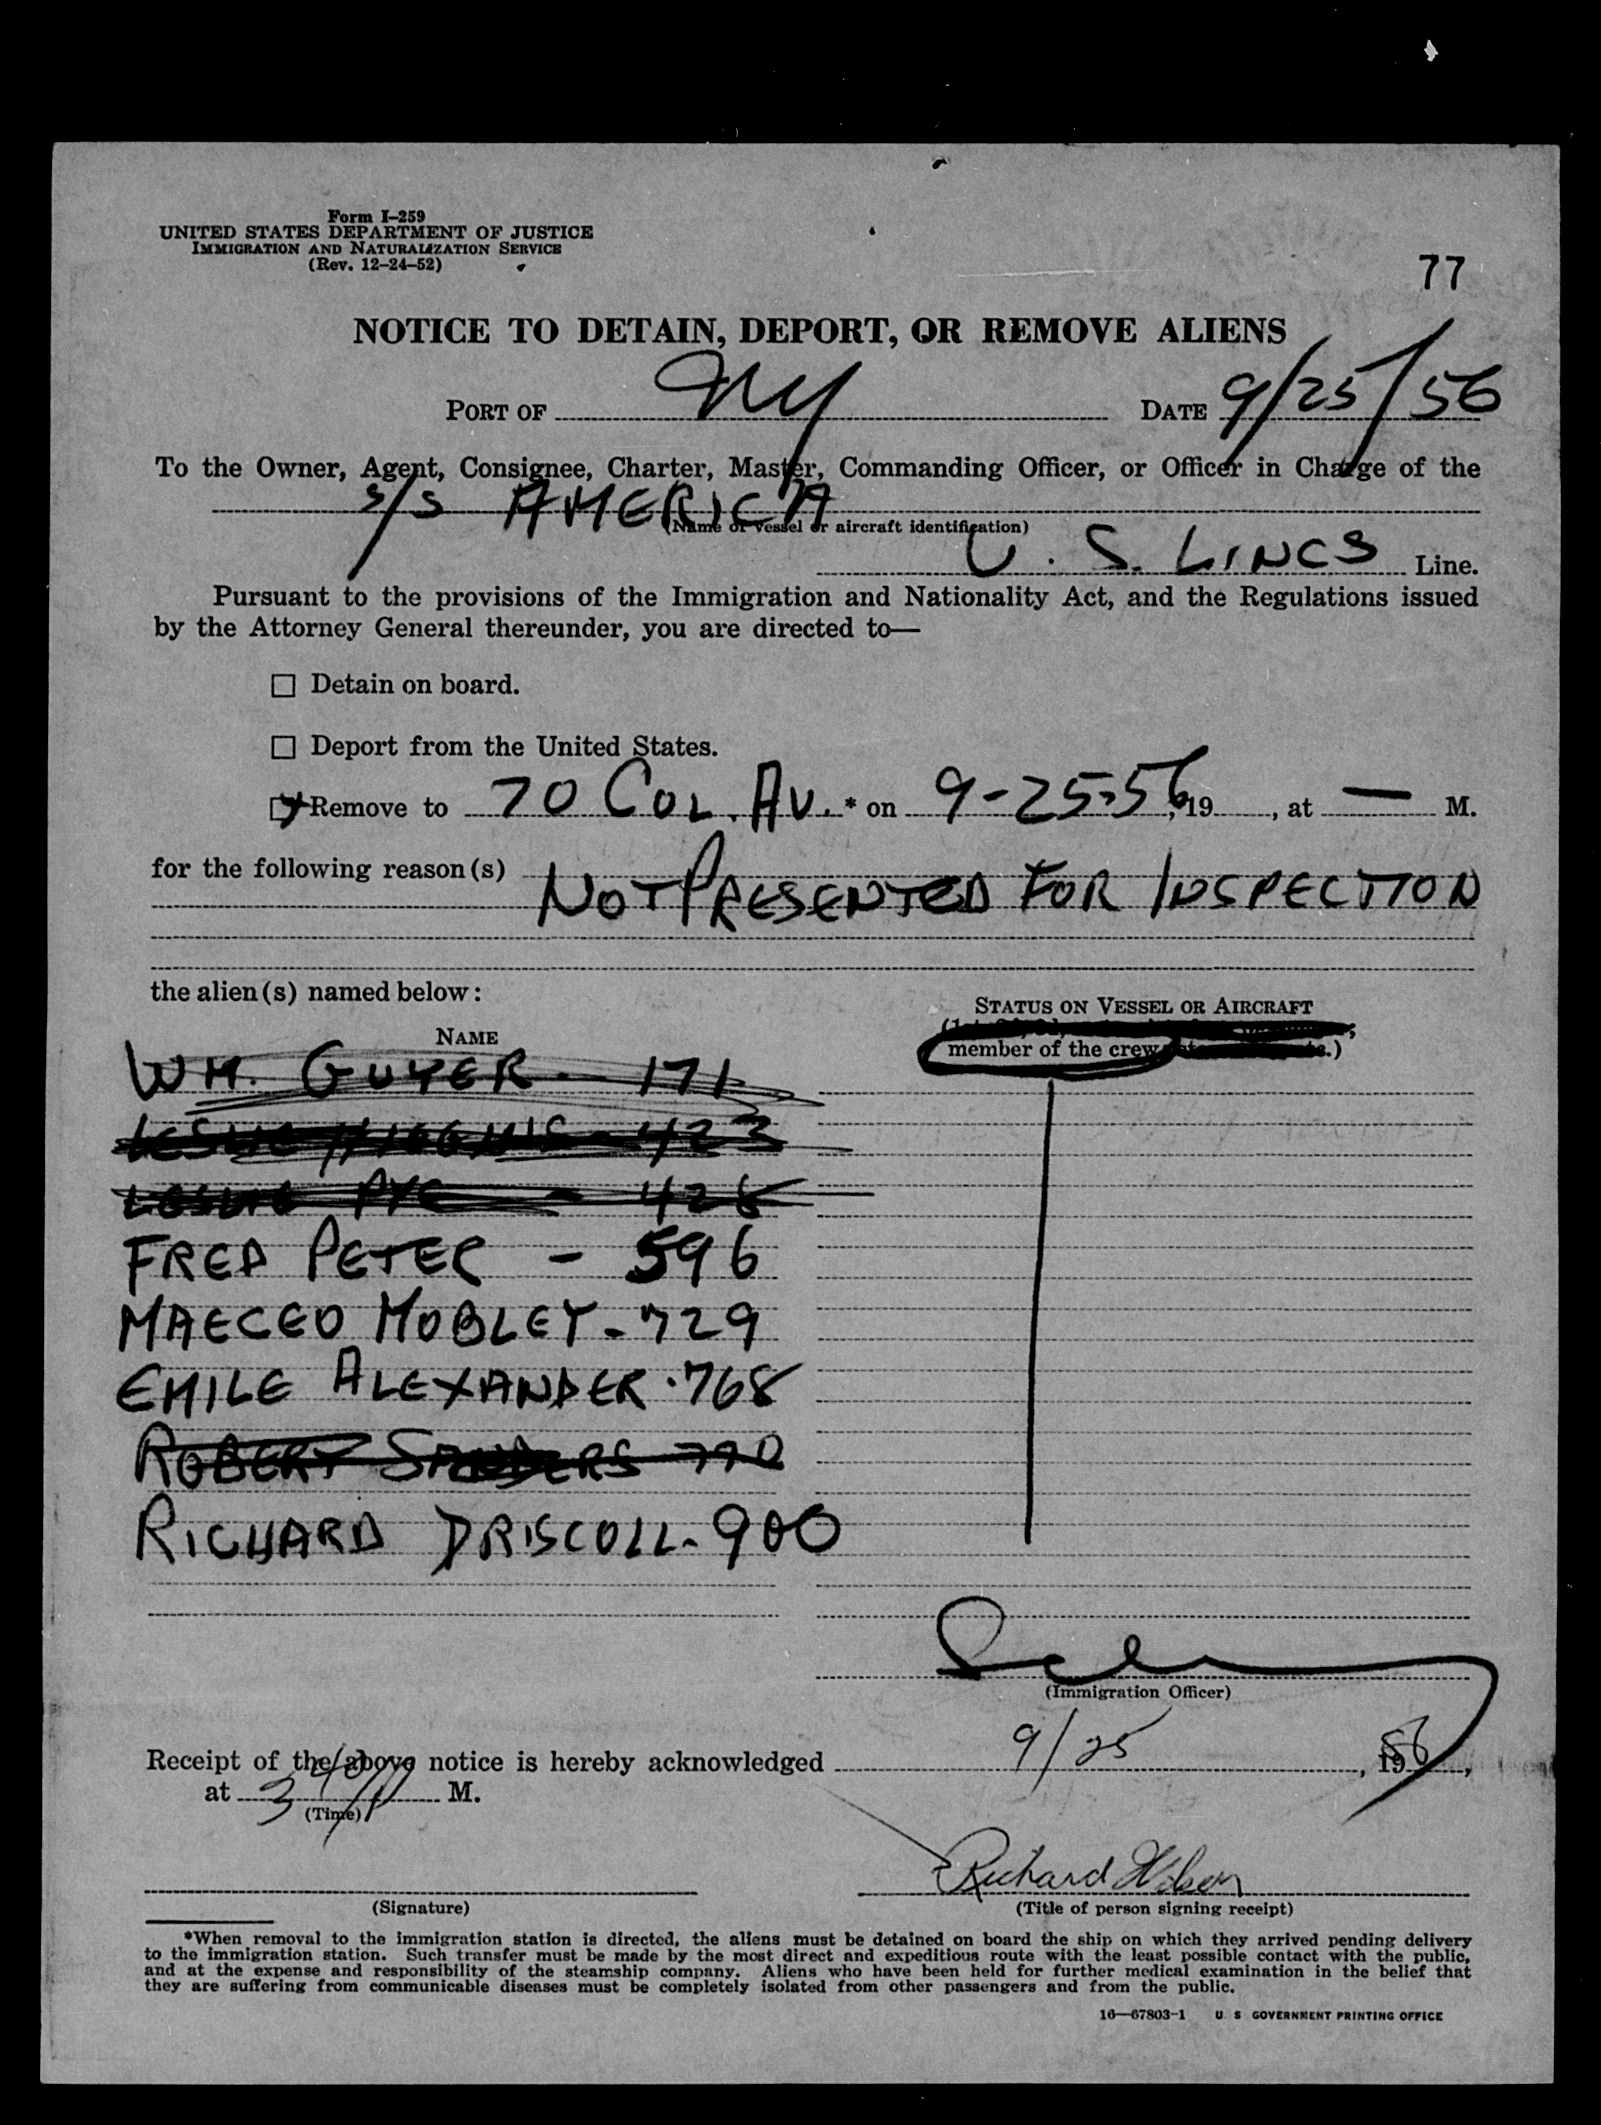 Form I-259
UNITED STATES DEPARTMENT OF JUSTICE
IMMIGRATION AND NATURALIZATION SERVICE
(Rev. 12-24-52)
77
NOTICE TO DETAIN, DEPORT, OR REMOVE ALIENS
PORT OF NY DATE 9/25/56
To the Owner, Agent, Consignee, Charter, Master, Commanding Officer, or Officer in Charge of the
S/S AMERICA
(Name of vessel or aircraft identification)
U. S. LINES Line.
Pursuant to the provisions of the Immigration and Nationality Act, and the Regulations issued
by the Attorney General thereunder, you are directed to—
☐ Detain on board.
☐ Deport from the United States.
☒ Remove to 70 COL. AV. * on 9-25-56, 19 , at — M.
for the following reason(s) NOT PRESENTED FOR INSPECTION
the alien(s) named below:
STATUS ON VESSEL OR AIRCRAFT
NAME
member of the crew .)
WM. GUYER - 171
LESLIE - 423
LESLIE PYE - 428
FRED PETER - 596
MAECEO MOBLEY - 729
EMILE ALEXANDER - 768
ROBERT SANDERS 770
RICHARD DRISCOLL - 900
(Immigration Officer)
Receipt of the above notice is hereby acknowledged 9/25, 1956,
at 3 40 P M.
(Time)
Richard
(Signature) (Title of person signing receipt)
*When removal to the immigration station is directed, the aliens must be detained on board the ship on which they arrived pending delivery
to the immigration station. Such transfer must be made by the most direct and expeditious route with the least possible contact with the public,
and at the expense and responsibility of the steamship company. Aliens who have been held for further medical examination in the belief that
they are suffering from communicable diseases must be completely isolated from other passengers and from the public.
16—67803-1 U. S. GOVERNMENT PRINTING OFFICE